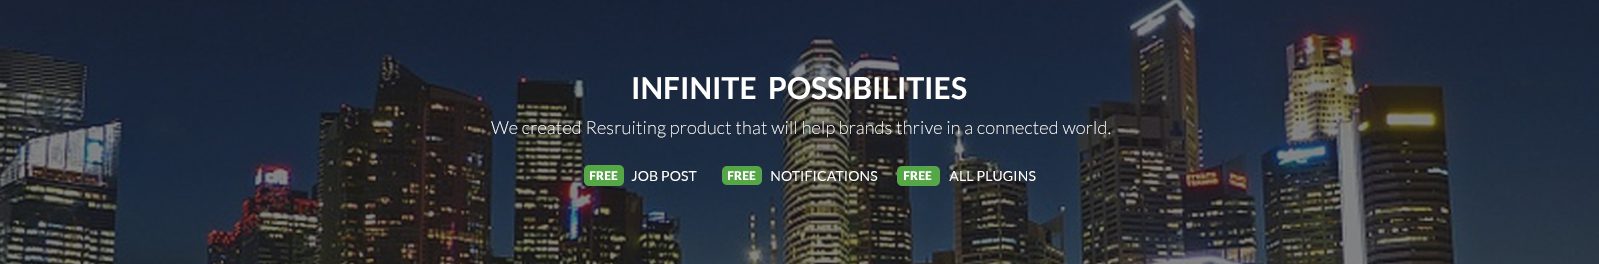 INFINITE POSSIBILITIES
We created Resruiting product that will help brands thrive in a connected world.
FREE JOB POST FREE NOTIFICATIONS FREE ALL PLUGINS